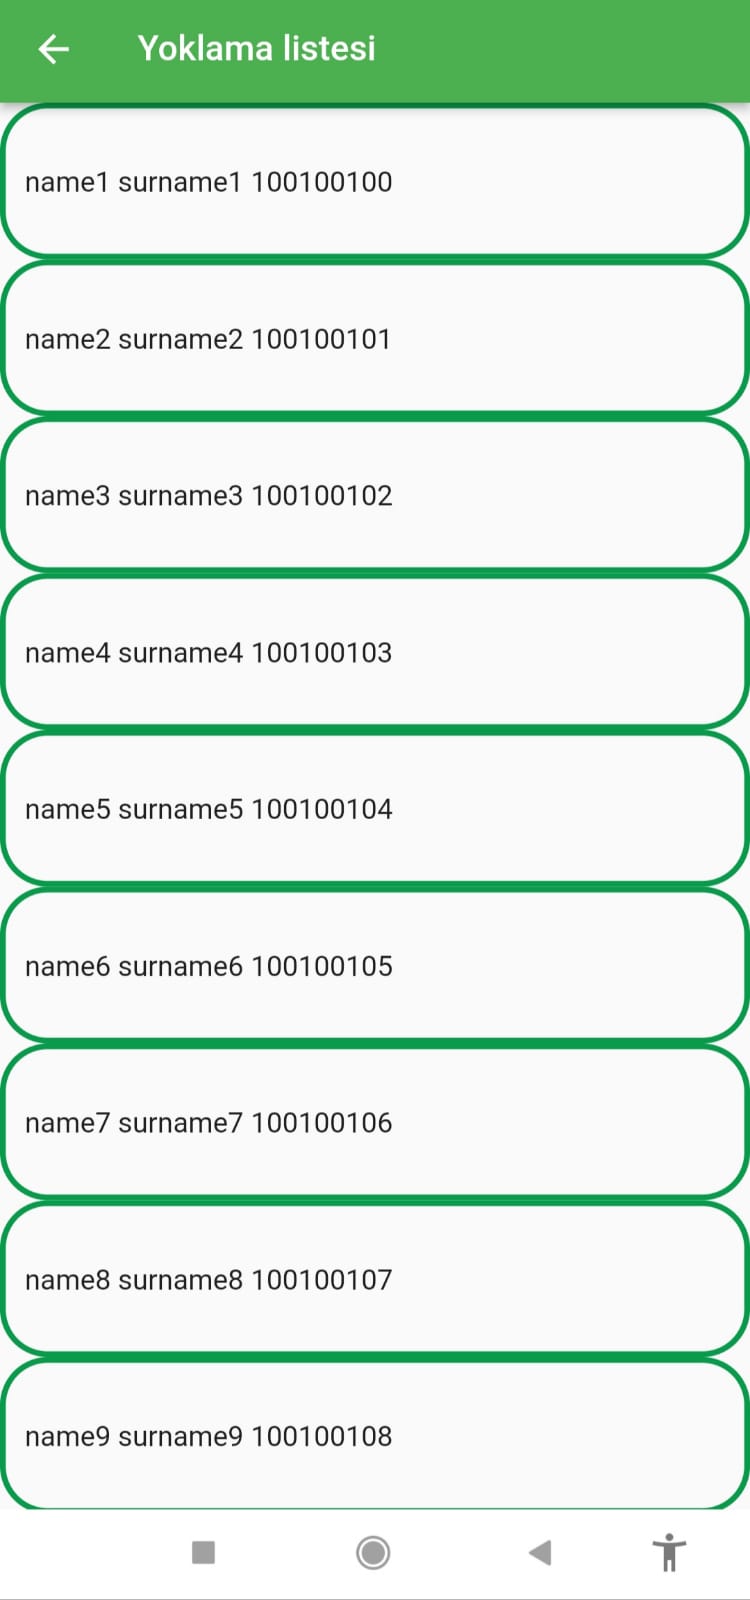 Yoklama listesi
name1 surname1 100100100
name2 surname2 100100101
name3 surname3 100100102
name4 surname4 100100103
name5 surname5 100100104
name6 surname6 100100105
name7 surname7 100100106
name8 surname8 100100107
name9 surname9 100100108